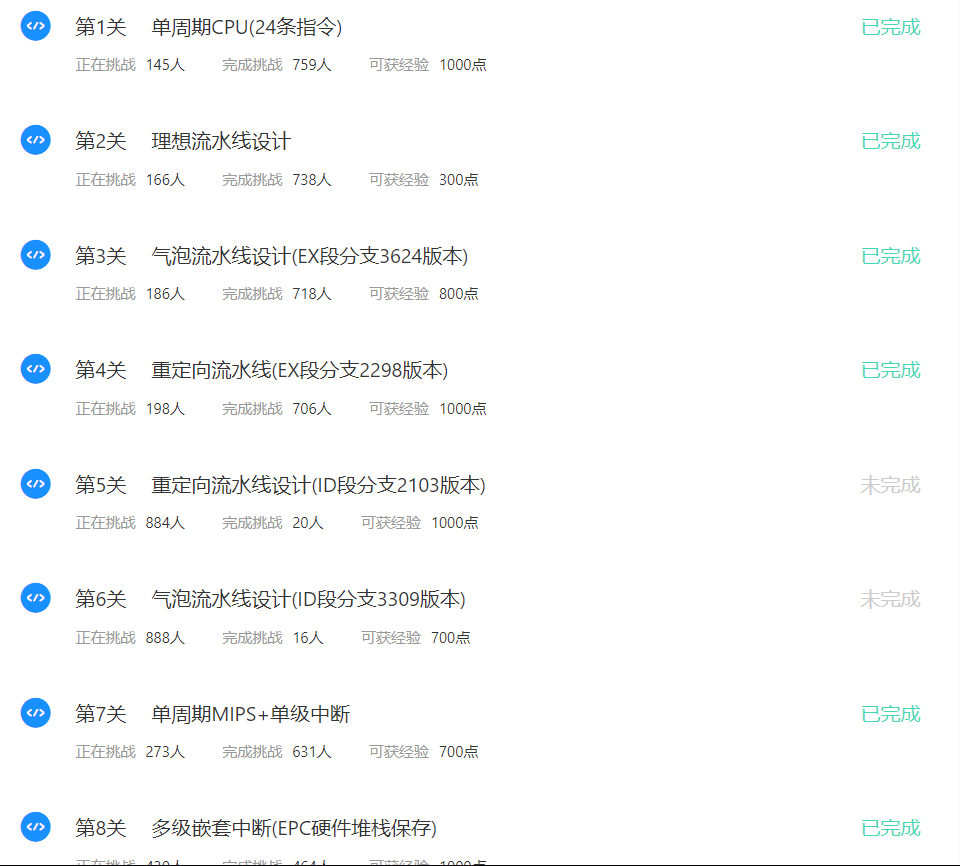 第1关 单周期CPU(24条指令) 已完成
正在挑战 145人 完成挑战 759人 可获经验 1000点
第2关 理想流水线设计 已完成
正在挑战 166人 完成挑战 738人 可获经验 300点
第3关 气泡流水线设计(EX段分支3624版本) 已完成
正在挑战 186人 完成挑战 718人 可获经验 800点
第4关 重定向流水线(EX段分支2298版本) 已完成
正在挑战 198人 完成挑战 706人 可获经验 1000点
第5关 重定向流水线设计(ID段分支2103版本) 未完成
正在挑战 884人 完成挑战 20人 可获经验 1000点
第6关 气泡流水线设计(ID段分支3309版本) 未完成
正在挑战 888人 完成挑战 16人 可获经验 700点
第7关 单周期MIPS+单级中断 已完成
正在挑战 273人 完成挑战 631人 可获经验 700点
第8关 多级嵌套中断(EPC硬件堆栈保存) 已完成
正在挑战 完成挑战 可获经验